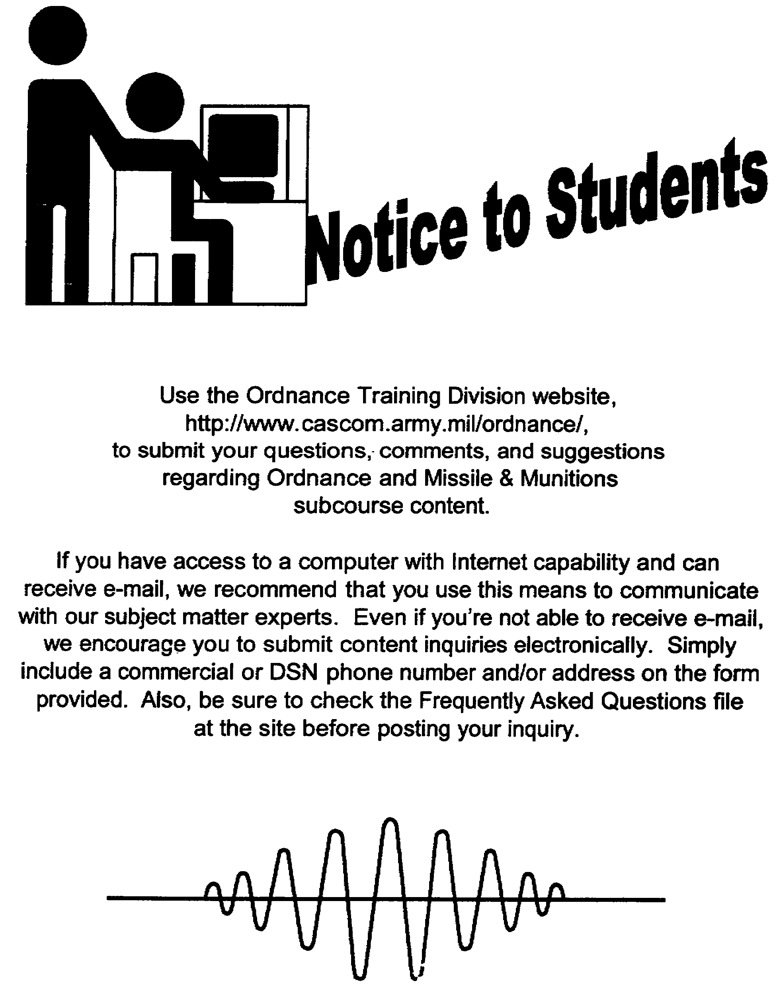 Notice to Students
Use the Ordnance Training Division website,
http://www.cascom.army.mil/ordnance/,
to submit your questions, comments, and suggestions
regarding Ordnance and Missile & Munitions
subcourse content.
If you have access to a computer with Internet capability and can
receive e-mail, we recommend that you use this means to communicate
with our subject matter experts. Even if you're not able to receive e-mail,
we encourage you to submit content inquiries electronically. Simply
include a commercial or DSN phone number and/or address on the form
provided. Also, be sure to check the Frequently Asked Questions file
at the site before posting your inquiry.